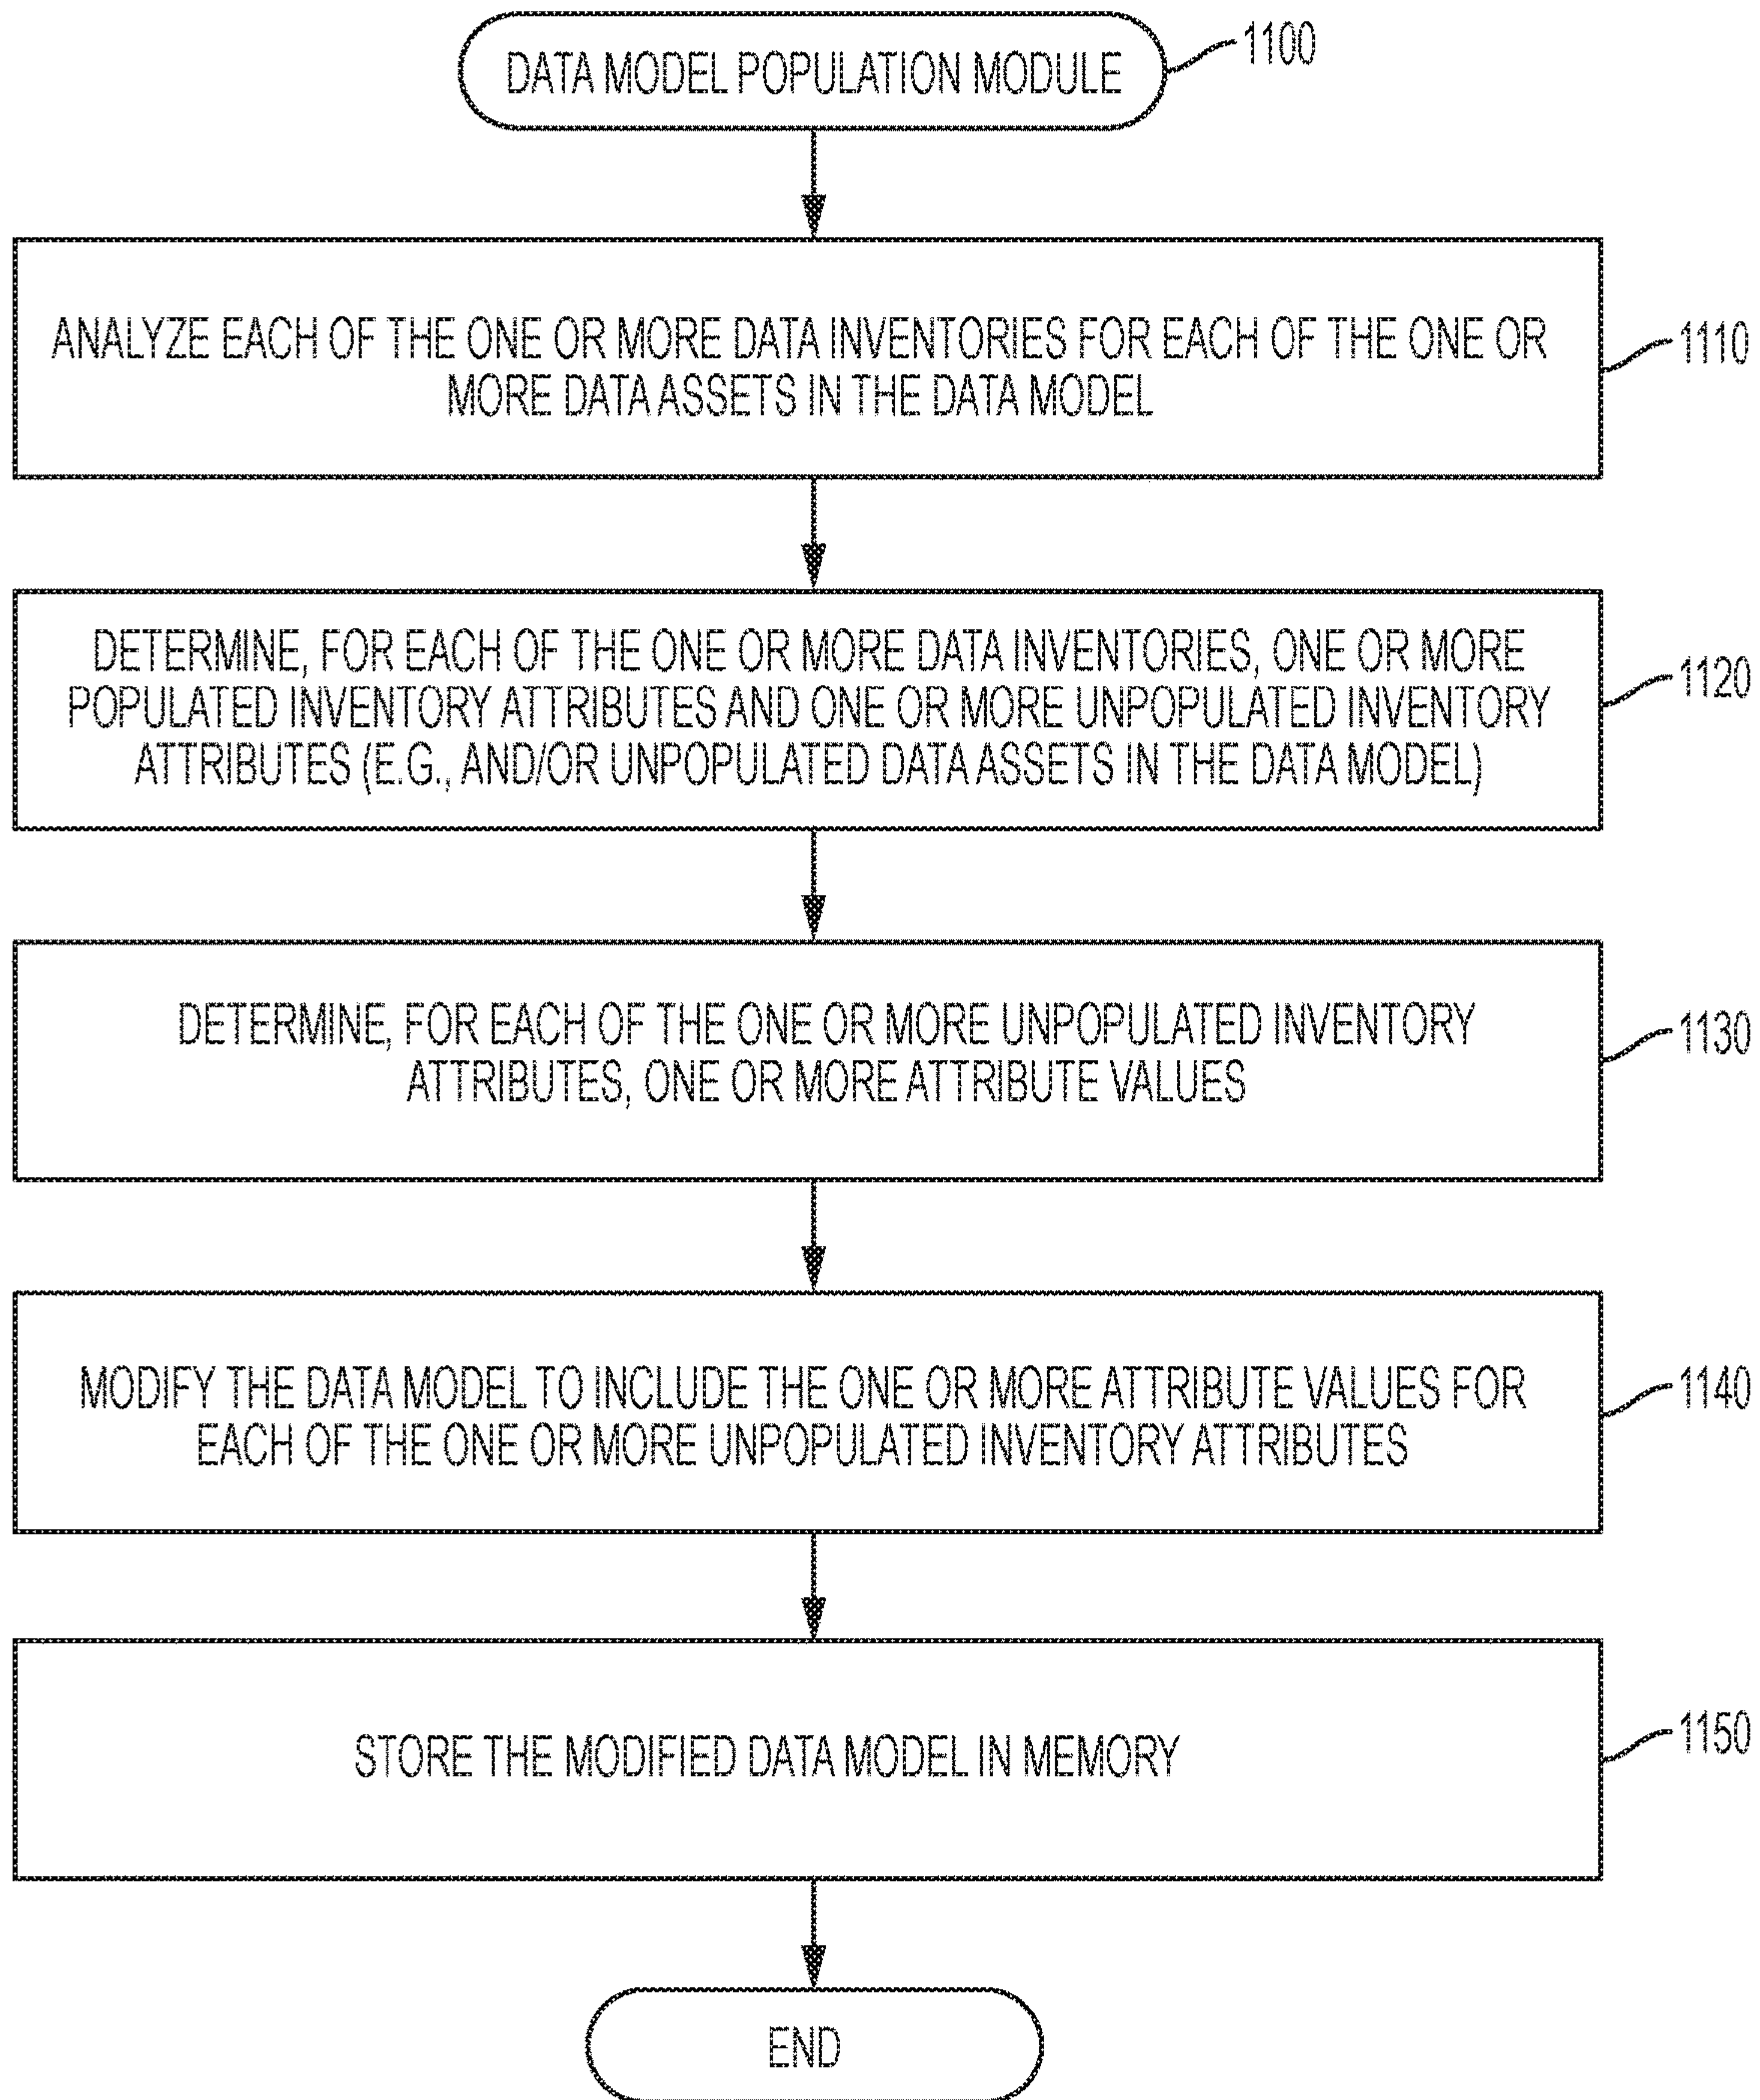 DATA MODEL POPULATION MODULE
1100
ANALYZE EACH OF THE ONE OR MORE DATA INVENTORIES FOR EACH OF THE ONE OR
MORE DATA ASSETS IN THE DATA MODEL
1110
DETERMINE, FOR EACH OF THE ONE OR MORE DATA INVENTORIES, ONE OR MORE
POPULATED INVENTORY ATTRIBUTES AND ONE OR MORE UNPOPULATED INVENTORY
ATTRIBUTES (E.G., AND/OR UNPOPULATED DATA ASSETS IN THE DATA MODEL)
1120
DETERMINE, FOR EACH OF THE ONE OR MORE UNPOPULATED INVENTORY
ATTRIBUTES, ONE OR MORE ATTRIBUTE VALUES
1130
MODIFY THE DATA MODEL TO INCLUDE THE ONE OR MORE ATTRIBUTE VALUES FOR
EACH OF THE ONE OR MORE UNPOPULATED INVENTORY ATTRIBUTES
1140
STORE THE MODIFIED DATA MODEL IN MEMORY
1150
END